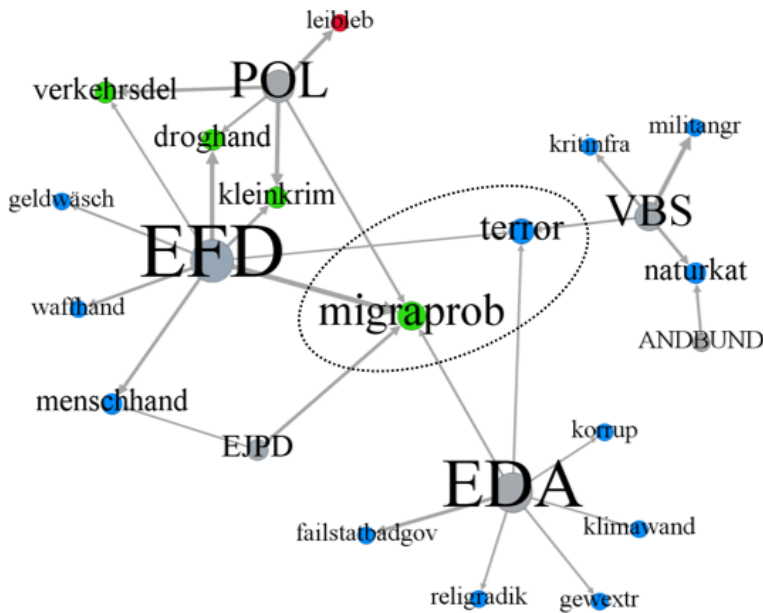 leibleb
POL
verkehrsdel
droghand
militangr
kritinfra
kleinkrim
geldwäsch
VBS
terror
EFD
naturkat
waffhand
migraprob
ANDBUND
menschhand
EJPD
korrup
EDA
failstatbadgov
klimawand
religradik
gewextr